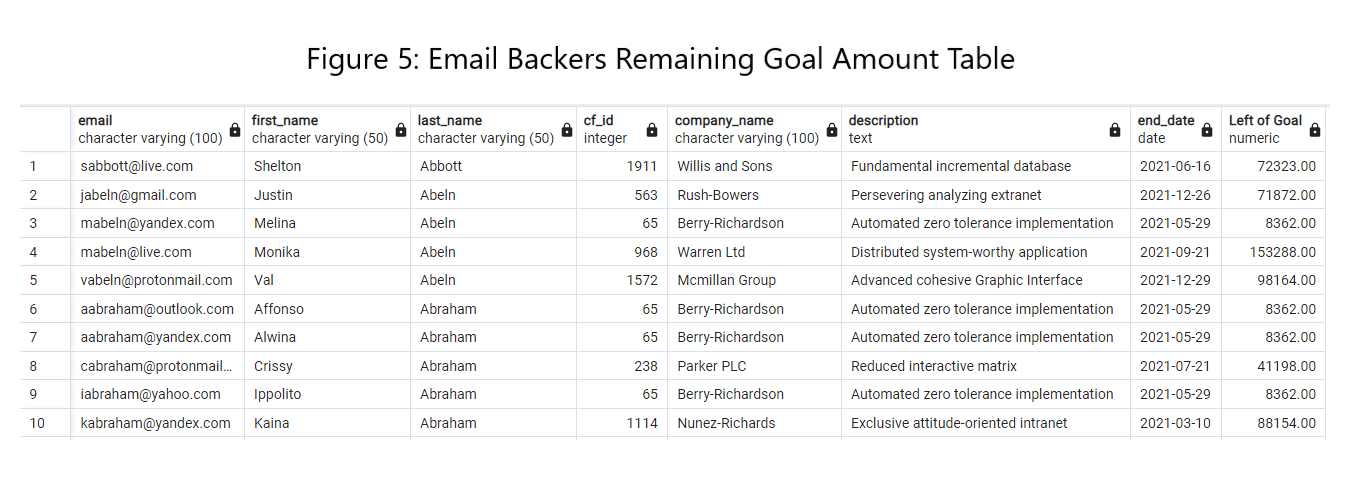 Figure 5: Email Backers Remaining Goal Amount Table
email first_name last_name cf_id company_name description end_date Left of Goal
character varying (100) character varying (50) character varying (50) integer character varying (100) text date numeric
1 sabbott@live.com Shelton Abbott 1911 Willis and Sons Fundamental incremental database 2021-06-16 72323.00
2 jabeln@gmail.com Justin Abeln 563 Rush-Bowers Persevering analyzing extranet 2021-12-26 71872.00
3 mabeln@yandex.com Melina Abeln 65 Berry-Richardson Automated zero tolerance implementation 2021-05-29 8362.00
4 mabeln@live.com Monika Abeln 968 Warren Ltd Distributed system-worthy application 2021-09-21 153288.00
5 vabeln@protonmail.com Val Abeln 1572 Mcmillan Group Advanced cohesive Graphic Interface 2021-12-29 98164.00
6 aabraham@outlook.com Affonso Abraham 65 Berry-Richardson Automated zero tolerance implementation 2021-05-29 8362.00
7 aabraham@yandex.com Alwina Abraham 65 Berry-Richardson Automated zero tolerance implementation 2021-05-29 8362.00
8 cabraham@protonmail... Crissy Abraham 238 Parker PLC Reduced interactive matrix 2021-07-21 41198.00
9 iabraham@yahoo.com Ippolito Abraham 65 Berry-Richardson Automated zero tolerance implementation 2021-05-29 8362.00
10 kabraham@yandex.com Kaina Abraham 1114 Nunez-Richards Exclusive attitude-oriented intranet 2021-03-10 88154.00